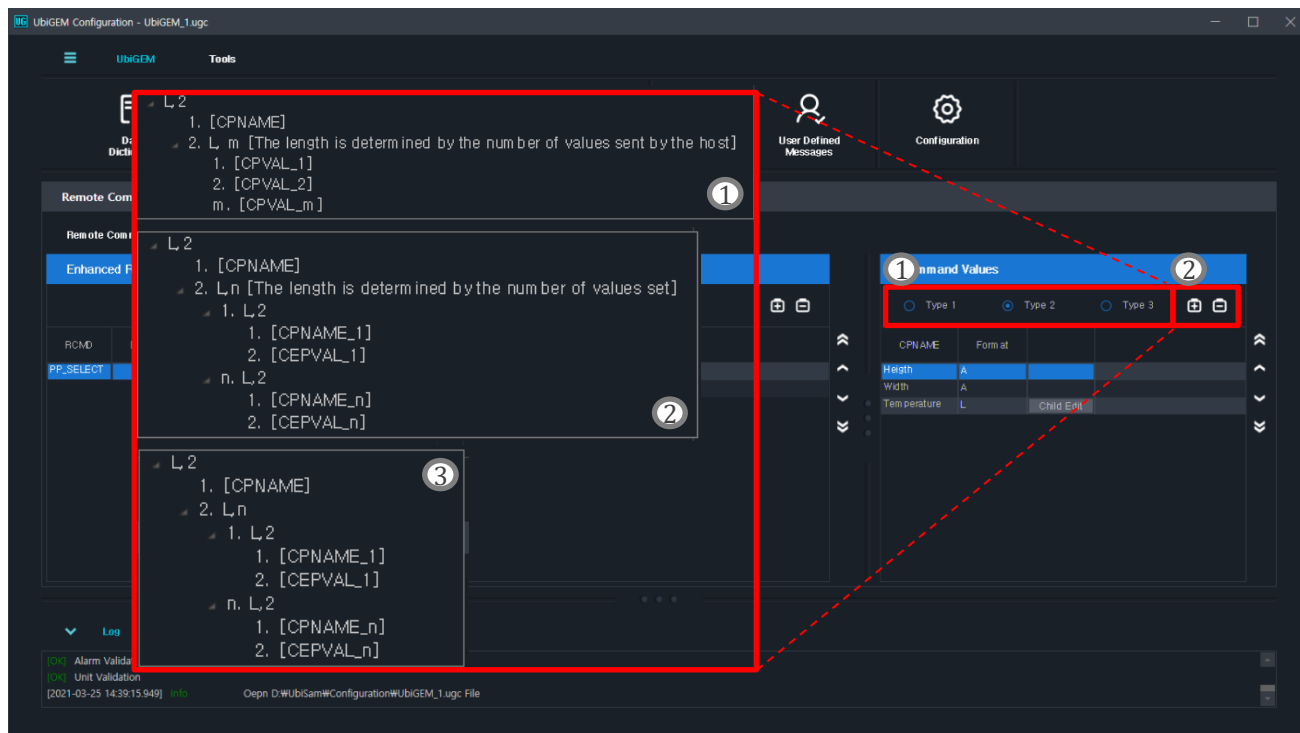 UG UbiGEM Configuration - UbiGEM_1.ugc
UbiGEM Tools
User Defined
Messages
Configuration
L, 2
1. [CPNAME]
2. L, m [The length is determined by the number of values sent by the host]
1. [CPVAL_1]
2. [CPVAL_2]
m. [CPVAL_m]
1
Remote Com
Remote Com
Enhanced
L, 2
1. [CPNAME]
2. L,n [The length is determined by the number of values set]
1. L,2
1. [CPNAME_1]
2. [CEPVAL_1]
n. L,2
1. [CPNAME_n]
2. [CEPVAL_n]
2
RCMD
PP_SELECT
L, 2
1. [CPNAME]
2. L,n
1. L,2
1. [CPNAME_1]
2. [CEPVAL_1]
n. L,2
1. [CPNAME_n]
2. [CEPVAL_n]
3
1 mmand Values 2
Type 1 Type 2 Type 3
CPNAME Format
Heigth A
Width A
Temperature L Child Edit
Log
[OK] Alarm Valida
[OK] Unit Validation
[2021-03-25 14:39:15.949] Info Oepn D:₩UbiSam₩Configuration₩UbiGEM_1.ugc File